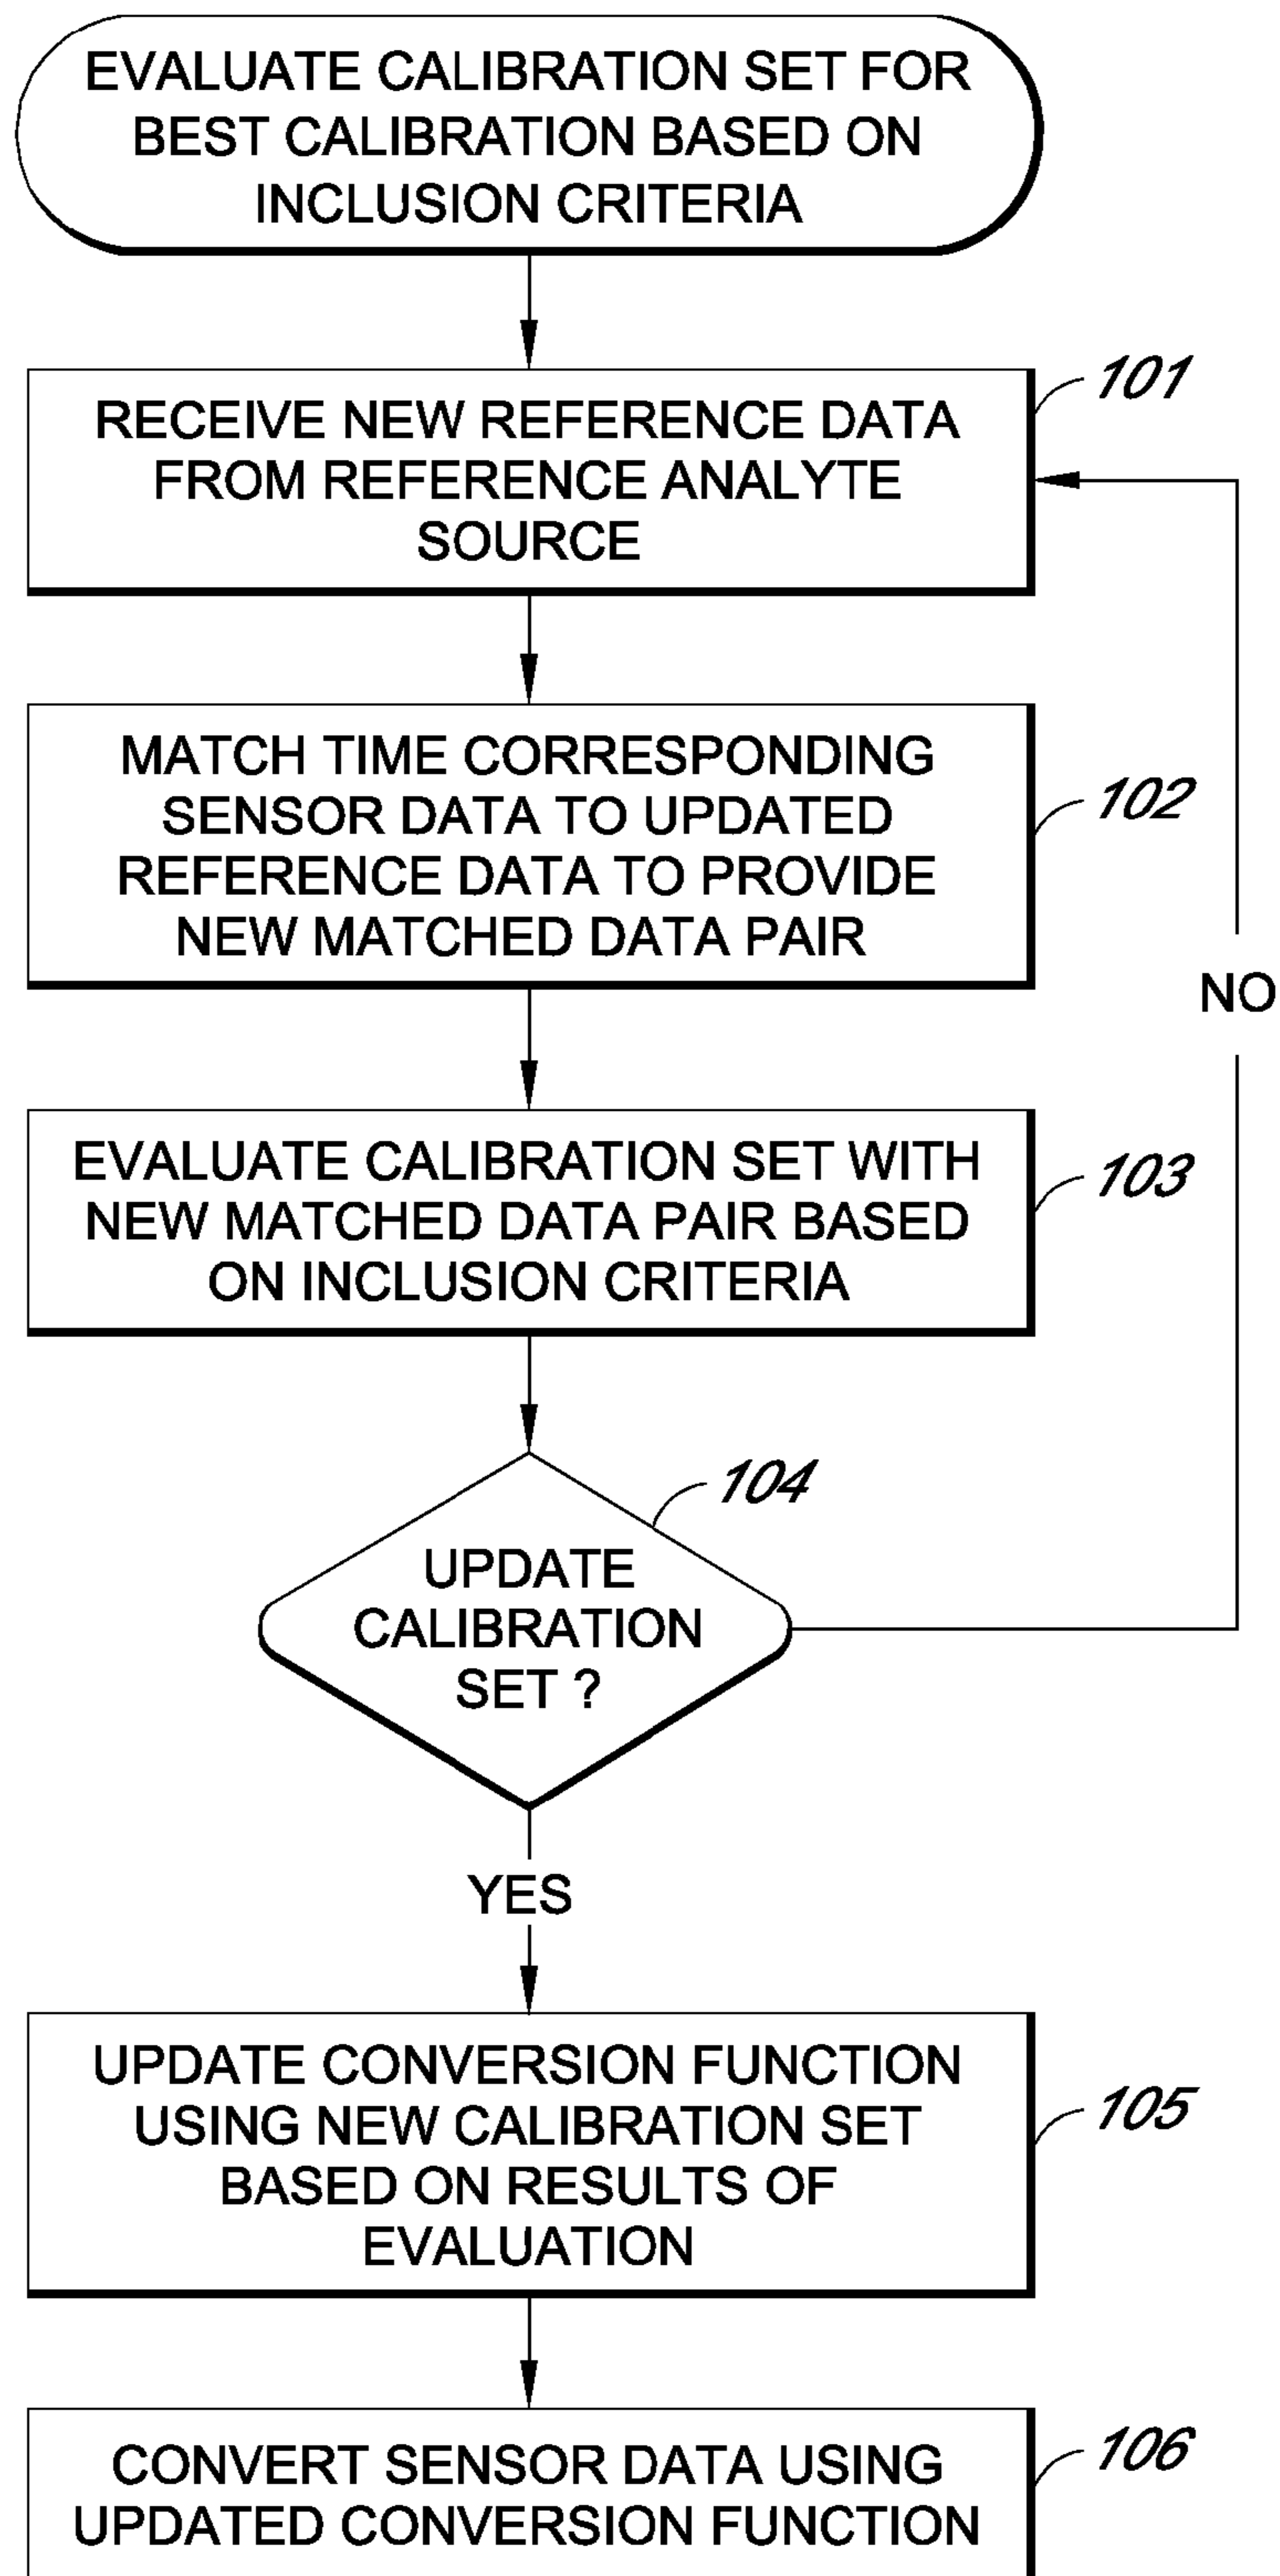 EVALUATE CALIBRATION SET FOR
BEST CALIBRATION BASED ON
INCLUSION CRITERIA
101
RECEIVE NEW REFERENCE DATA
FROM REFERENCE ANALYTE
SOURCE
102
MATCH TIME CORRESPONDING
SENSOR DATA TO UPDATED
REFERENCE DATA TO PROVIDE
NEW MATCHED DATA PAIR
NO
103
EVALUATE CALIBRATION SET WITH
NEW MATCHED DATA PAIR BASED
ON INCLUSION CRITERIA
104
UPDATE
CALIBRATION
SET ?
YES
105
UPDATE CONVERSION FUNCTION
USING NEW CALIBRATION SET
BASED ON RESULTS OF
EVALUATION
106
CONVERT SENSOR DATA USING
UPDATED CONVERSION FUNCTION